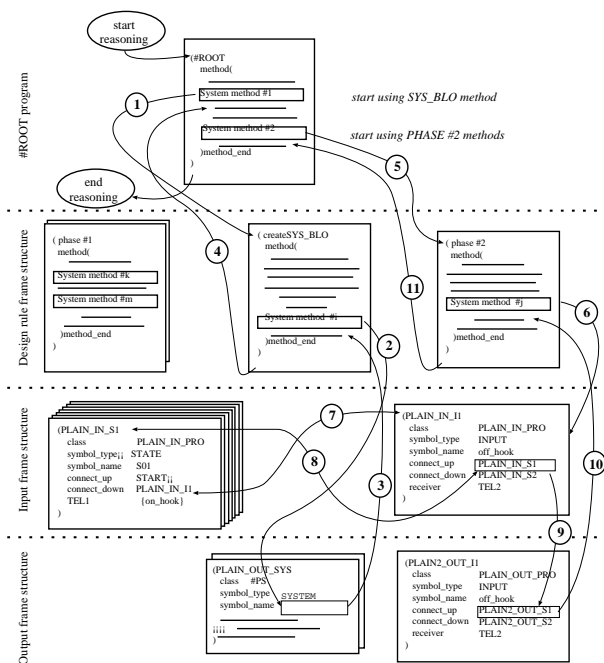 start
reasoning
(#ROOT
method(
System method #1
System method #2
)method_end
)
start using SYS_BLO method
start using PHASE #2 methods
end
reasoning
#ROOT program
1
5
4
11
2
6
Design rule frame structure
( phase #1
method(
System method #k
System method #m
)method_end
)
( createSYS_BLO
method(
System method #i
)method_end
)
( phase #2
method(
System method #j
)method_end
)
Input frame structure
7
8
3
10
9
(PLAIN_IN_S1
class PLAIN_IN_PRO
symbol_type¡¡ STATE
symbol_name S01
connect_up START¡¡
connect_down PLAIN_IN_I1
TEL1 {on_hook}
)
(PLAIN_IN_I1
class PLAIN_IN_PRO
symbol_type INPUT
symbol_name off_hook
connect_up PLAIN_IN_S1
connect_down PLAIN_IN_S2
receiver TEL2
)
Output frame structure
(PLAIN_OUT_SYS
class #PS
symbol_type SYSTEM
symbol_name
¡¡¡¡
)
(PLAIN2_OUT_I1
class PLAIN_OUT_PRO
symbol_type INPUT
symbol_name off_hook
connect_up PLAIN2_OUT_S1
connect_down PLAIN2_OUT_S2
receiver TEL2
)